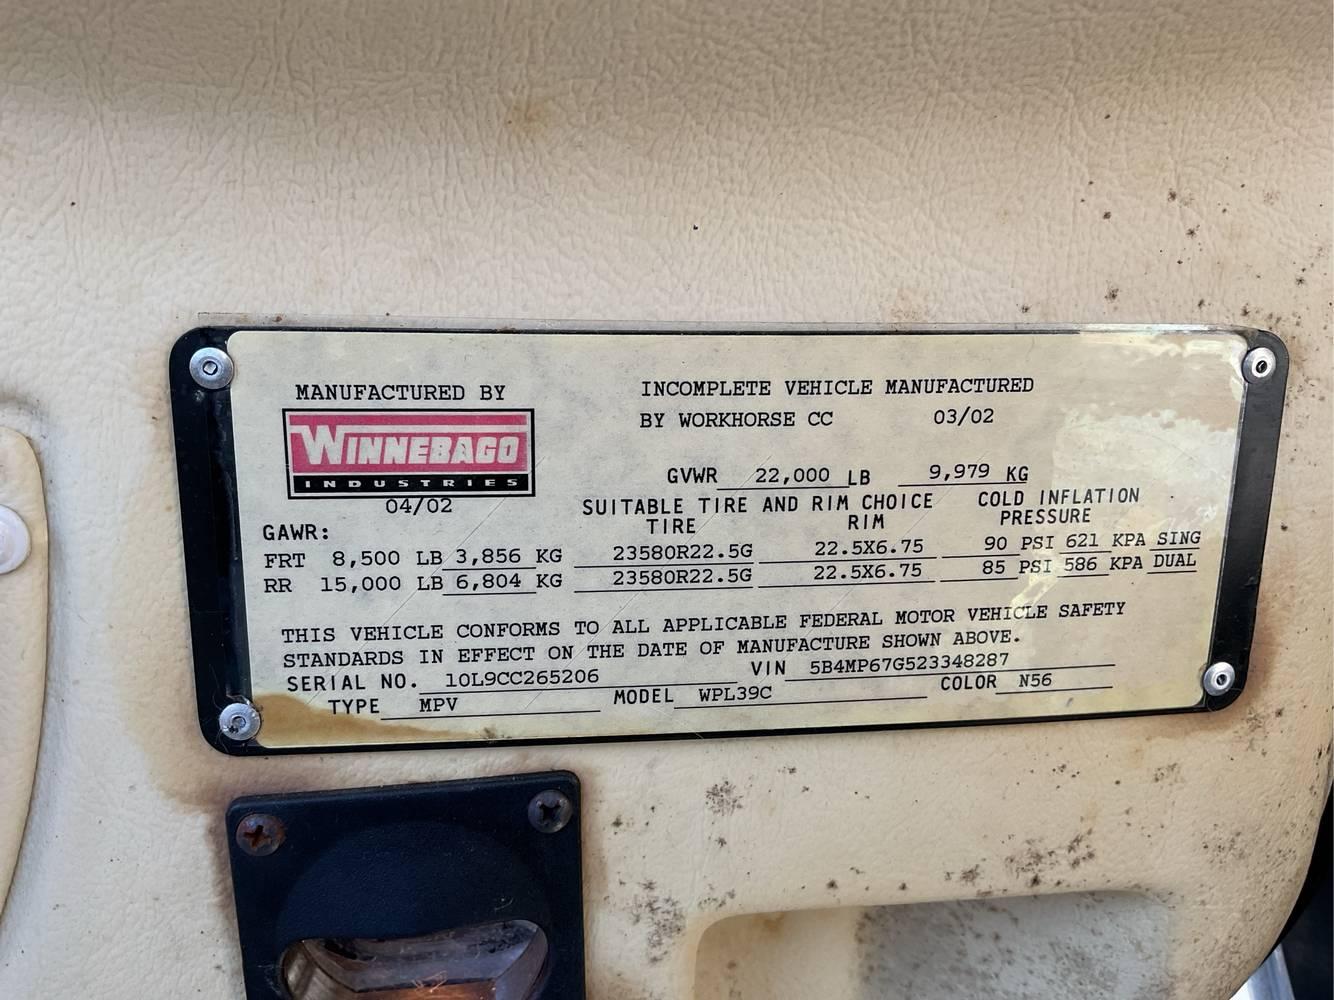 MANUFACTURED BY
WINNEBAGO
INDUSTRIES
04/02
INCOMPLETE VEHICLE MANUFACTURED
BY WORKHORSE CC 03/02
GVWR 22,000 LB 9,979 KG
SUITABLE TIRE AND RIM CHOICE COLD INFLATION
GAWR: TIRE RIM PRESSURE
FRT 8,500 LB 3,856 KG 23580R22.5G 22.5X6.75 90 PSI 621 KPA SING
RR 15,000 LB 6,804 KG 23580R22.5G 22.5X6.75 85 PSI 586 KPA DUAL
THIS VEHICLE CONFORMS TO ALL APPLICABLE FEDERAL MOTOR VEHICLE SAFETY
STANDARDS IN EFFECT ON THE DATE OF MANUFACTURE SHOWN ABOVE.
SERIAL NO. 10L9CC265206 VIN 5B4MP67G523348287
TYPE MPV MODEL WPL39C COLOR N56